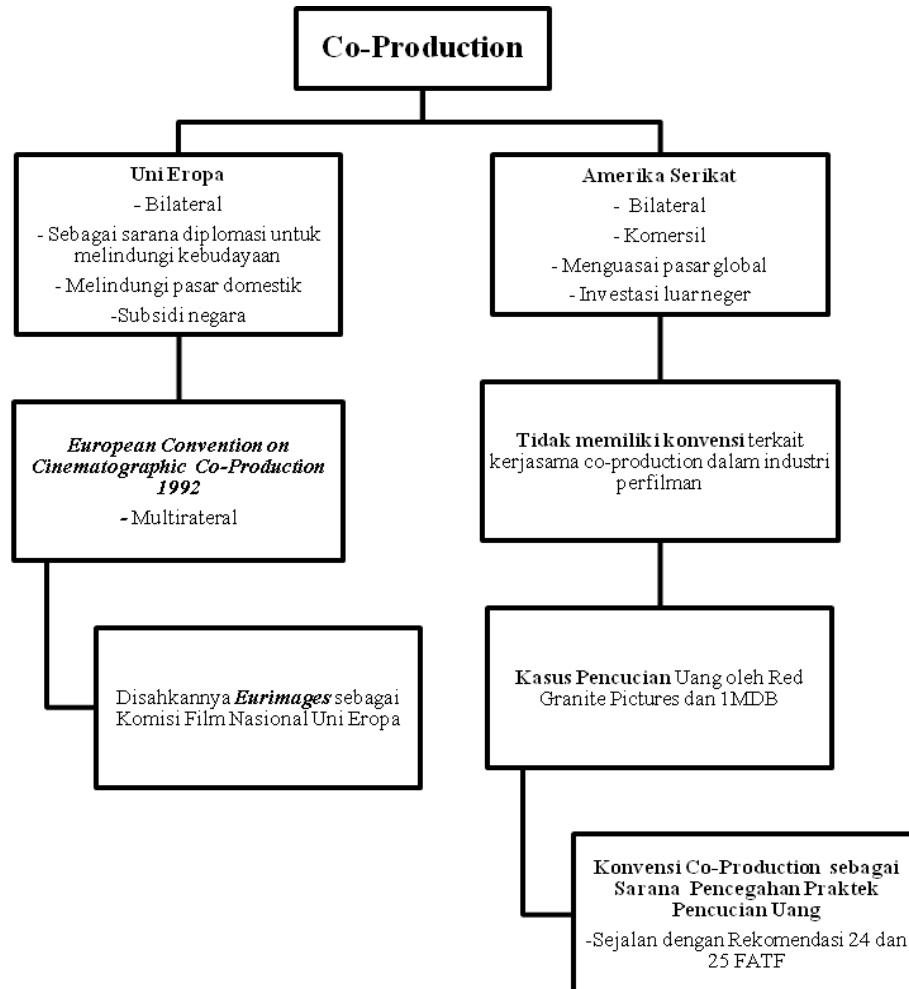 Co-Production
Uni Eropa
- Bilateral
- Sebagai sarana diplomasi untuk
melindungi kebudayaan
- Melindungi pasar domestik
-Subsidi negara
Amerika Serikat
- Bilateral
- Komersil
- Menguasai pasar global
- Investasi luar neger
European Convention on
Cinematographic Co-Production
1992
- Multirateral
Tidak memiliki konvensi terkait
kerjasama co-production dalam industri
perfilman
Disahkannya Eurimages sebagai
Komisi Film Nasional Uni Eropa
Kasus Pencucian Uang oleh Red
Granite Pictures dan 1MDB
Konvensi Co-Production sebagai
Sarana Pencegahan Praktek
Pencucian Uang
-Sejalan dengan Rekomendasi 24 dan
25 FATF